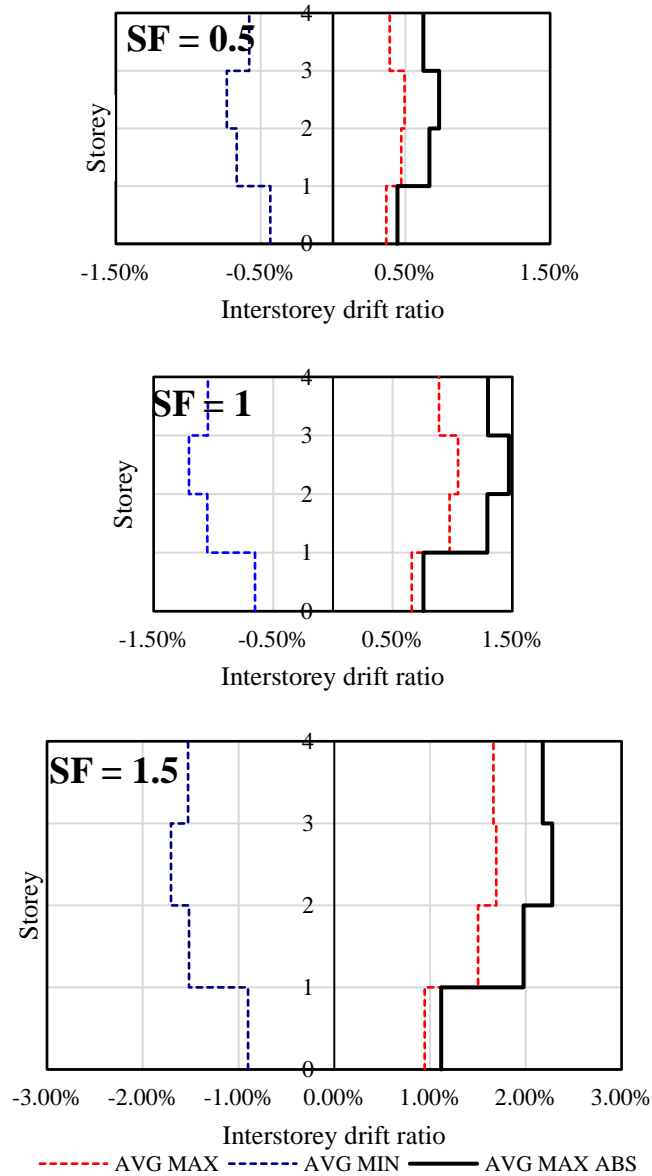 SF = 0.5
4
3
2
1
0
Storey
-1.50% -0.50% 0.50% 1.50%
Interstorey drift ratio
SF = 1
4
3
2
1
0
Storey
-1.50% -0.50% 0.50% 1.50%
Interstorey drift ratio
SF = 1.5
4
3
2
1
0
Storey
-3.00% -2.00% -1.00% 0.00% 1.00% 2.00% 3.00%
Interstorey drift ratio
AVG MAX AVG MIN AVG MAX ABS